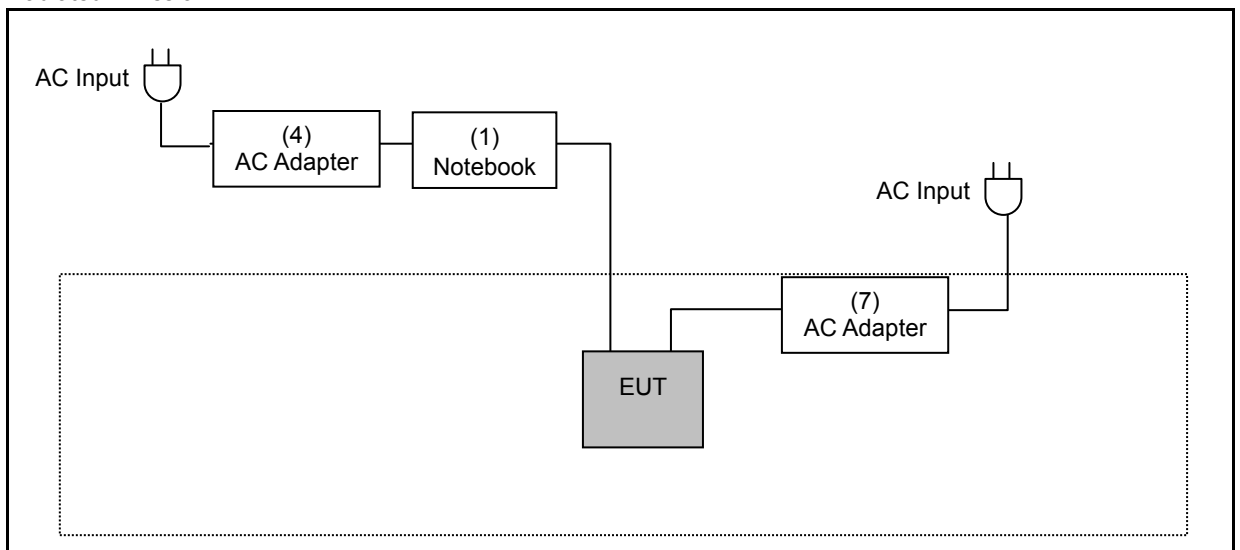 AC Input
(4)
AC Adapter
(1)
Notebook
AC Input
(7)
AC Adapter
EUT